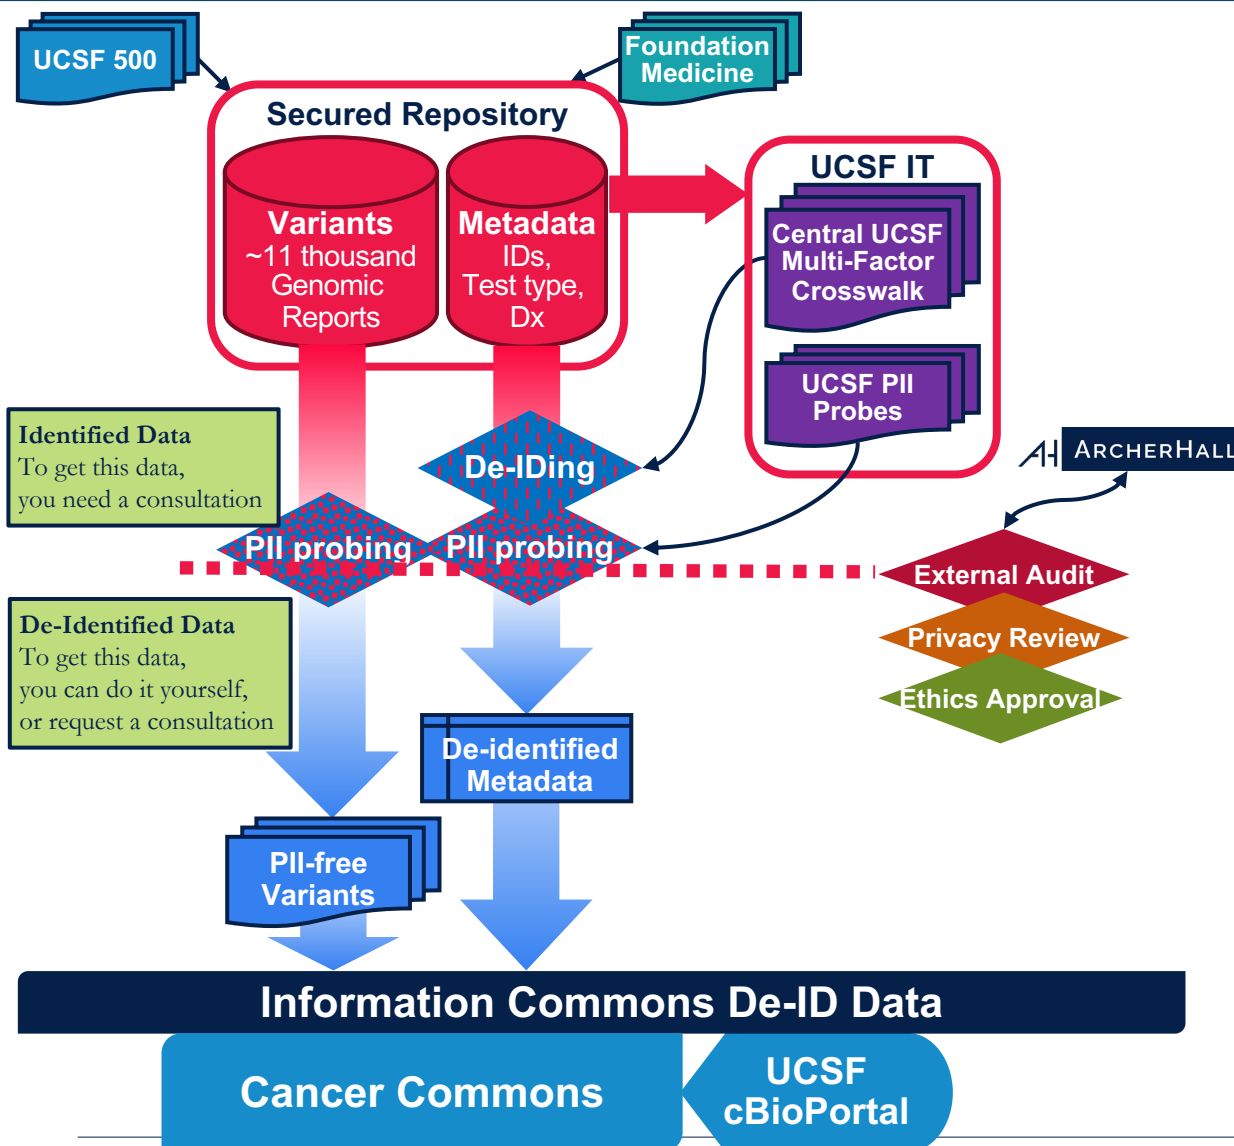 UCSF 500
Foundation
Medicine
Secured Repository
Variants
~11 thousand
Genomic
Reports
Metadata
IDs,
Test type,
Dx
UCSF IT
Central UCSF
Multi-Factor
Crosswalk
UCSF PII
Probes
Identified Data
To get this data,
you need a consultation
De-IDing
PII probing
PII probing
AH ARCHERHALL
External Audit
Privacy Review
Ethics Approval
De-Identified Data
To get this data,
you can do it yourself,
or request a consultation
De-identified
Metadata
PII-free
Variants
Information Commons De-ID Data
Cancer Commons
UCSF
cBioPortal